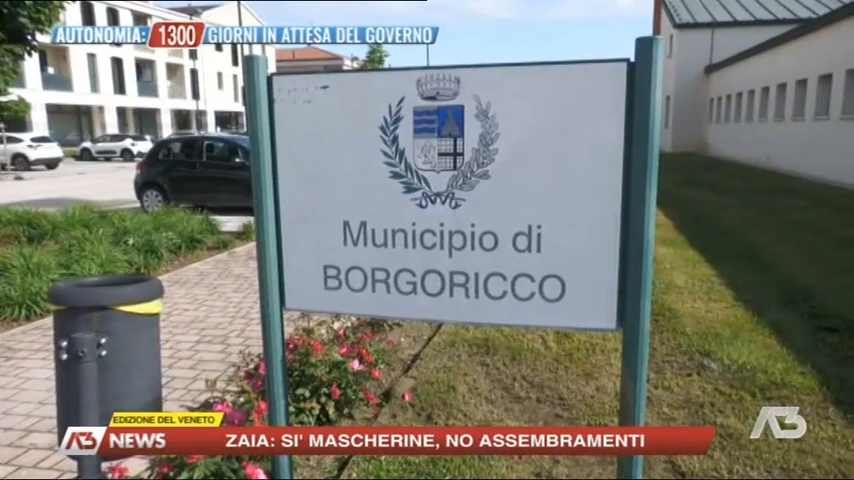 AUTONOMIA: 1300 GIORNI IN ATTESA DEL GOVERNO
Municipio di
BORGORICCO
EDIZIONE DEL VENETO
A3 NEWS ZAIA: SI' MASCHERINE, NO ASSEMBRAMENTI
A3